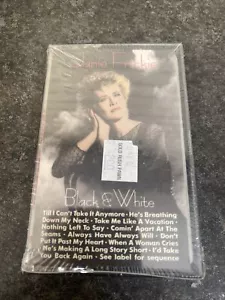 Black & White
Till I Can't Take It Anymore · He's Breathing
Down My Neck · Take Me Like A Vacation ·
Nothing Left To Say · Comin' Apart At The
Seams · Always Have Always Will · Don't
Put It Past My Heart · When A Woman Cries
He's Making A Long Story Short · I'd Take
You Back Again · See label for sequence